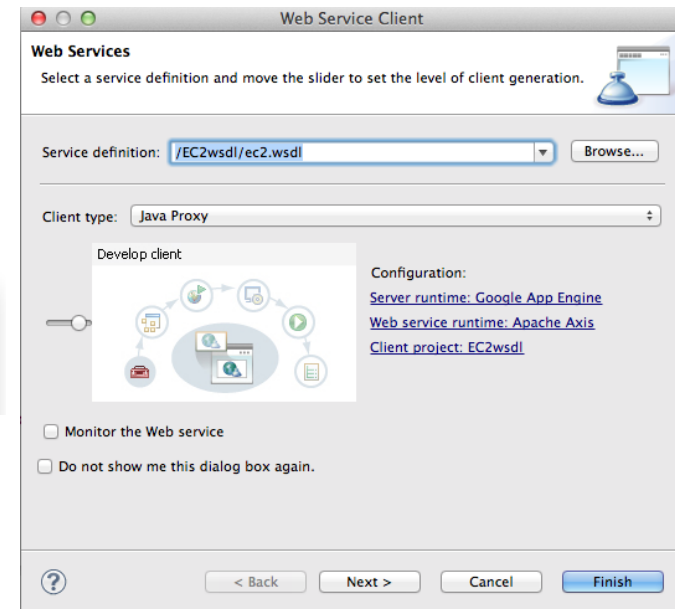 Web Service Client
Web Services
Select a service definition and move the slider to set the level of client generation.
Service definition: /EC2wsdl/ec2.wsdl Browse...
Client type: Java Proxy
Develop client
Configuration:
Server runtime: Google App Engine
Web service runtime: Apache Axis
Client project: EC2wsdl
Monitor the Web service
Do not show me this dialog box again.
? < Back Next > Cancel Finish